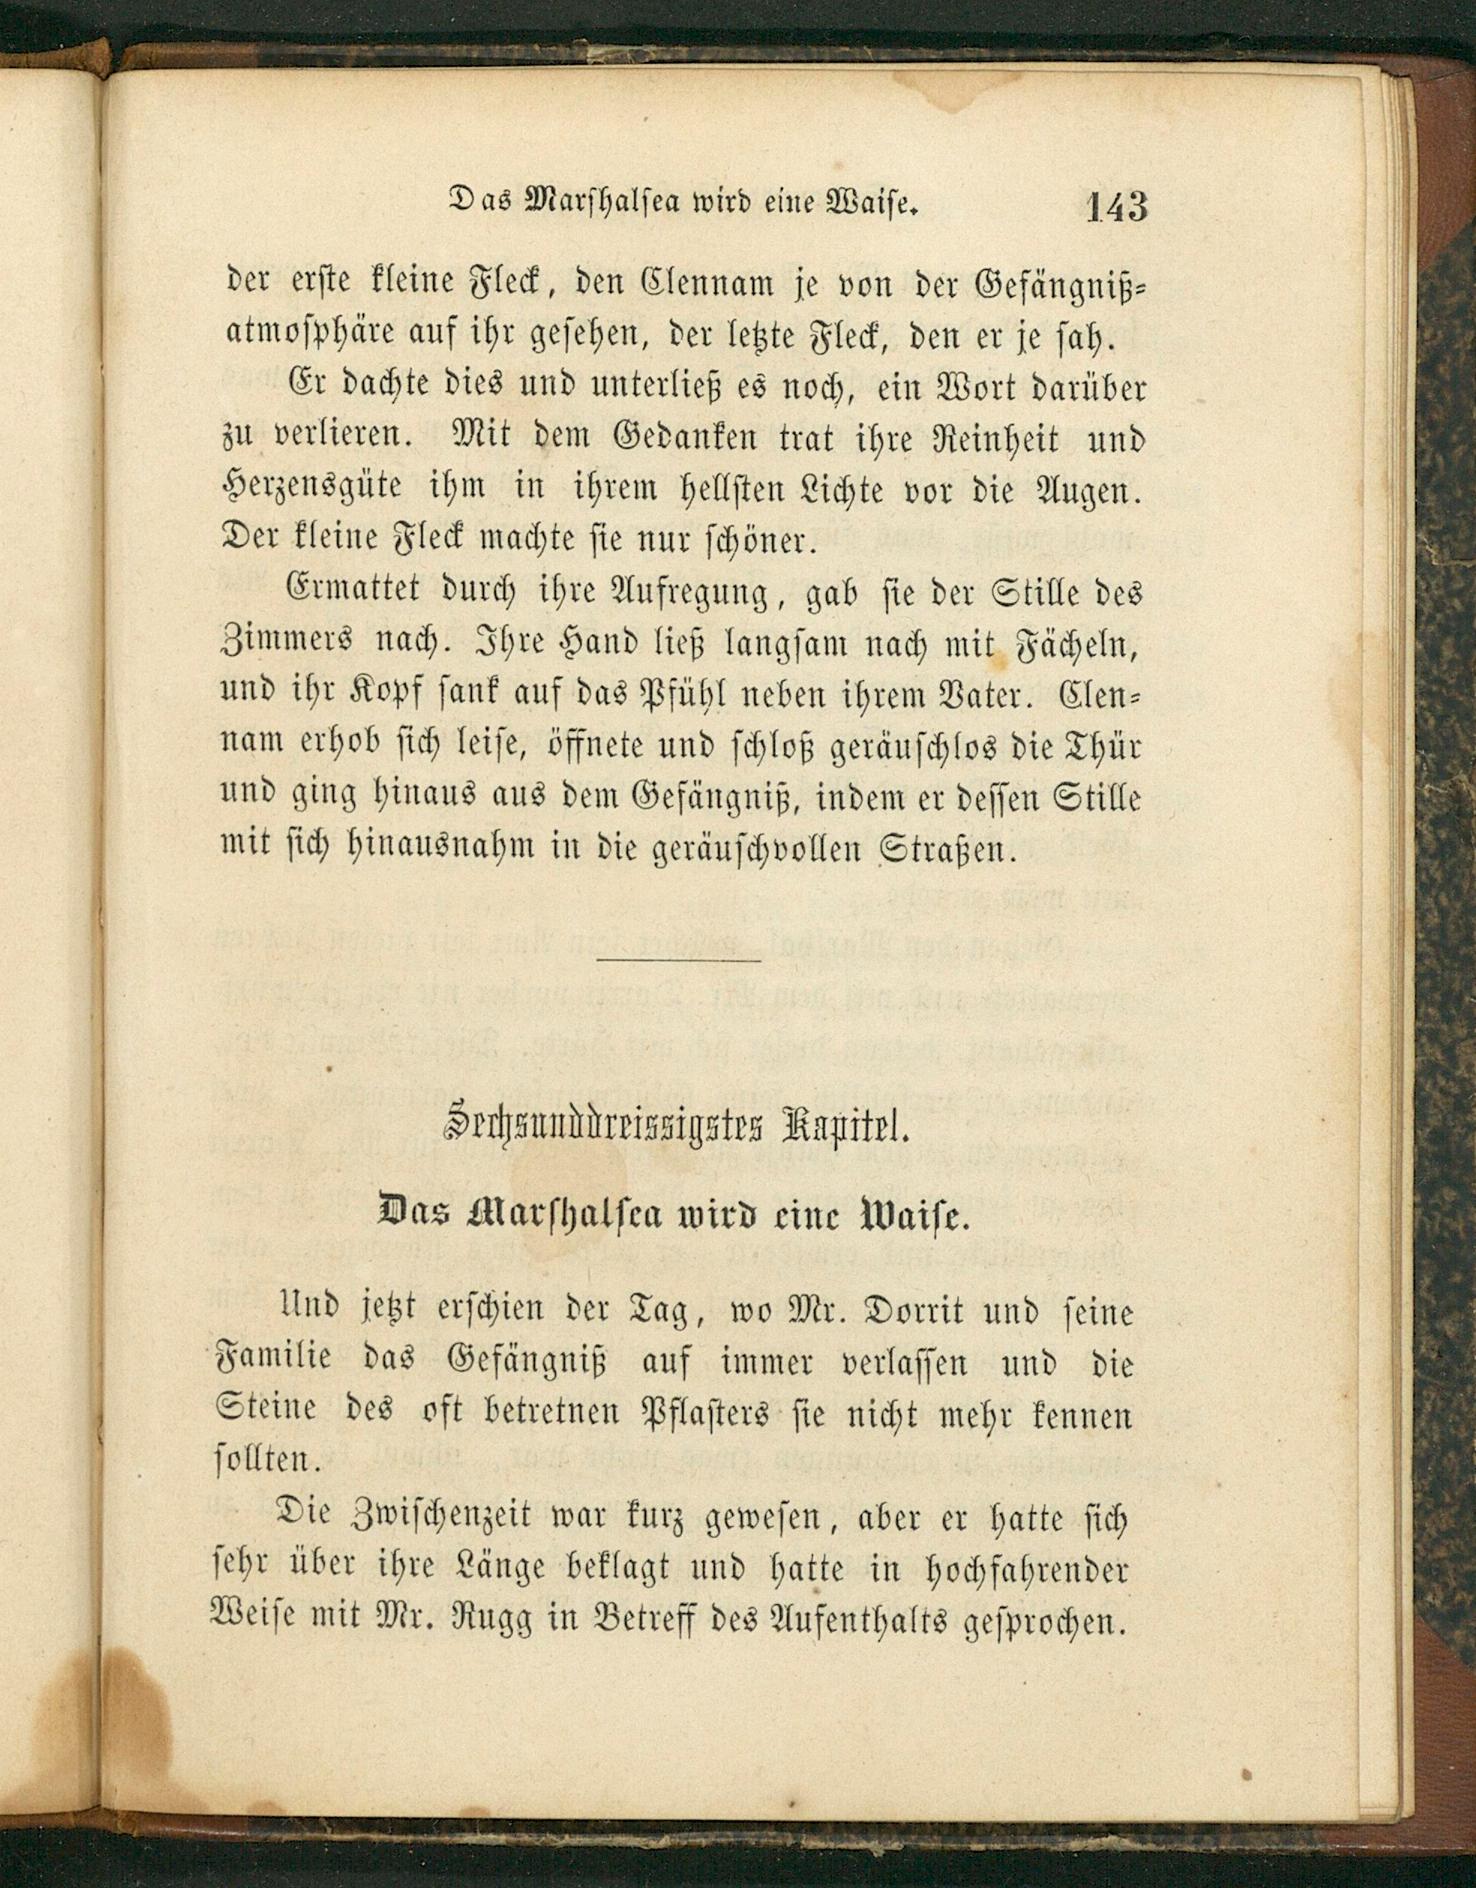 Das Marshalsea wird eine Waise.
143
der erste kleine Fleck, den Clennam je von der Gefängniß-
atmosphäre auf ihr gesehen, der letzte Fleck, den er je sah.
Er dachte dies und unterließ es noch, ein Wort darüber
zu verlieren. Mit dem Gedanken trat ihre Reinheit und
Herzensgüte ihm in ihrem hellsten Lichte vor die Augen.
Der kleine Fleck machte sie nur schöner.
Ermattet durch ihre Aufregung, gab sie der Stille des
Zimmers nach. Ihre Hand ließ langsam nach mit Fächeln,
und ihr Kopf sank auf das Pfühl neben ihrem Vater. Clen-
nam erhob sich leise, öffnete und schloß geräuschlos die Thür
und ging hinaus aus dem Gefängniß, indem er dessen Stille
mit sich hinausnahm in die geräuschvollen Straßen.
Sechsunddreissigstes Kapitel.
Das Marshalsea wird eine Waise.
Und jetzt erschien der Tag, wo Mr. Dorrit und seine
Familie das Gefängniß auf immer verlassen und die
Steine des oft betretnen Pflasters sie nicht mehr kennen
sollten.
Die Zwischenzeit war kurz gewesen, aber er hatte sich
sehr über ihre Länge beklagt und hatte in hochfahrender
Weise mit Mr. Rugg in Betreff des Aufenthalts gesprochen.